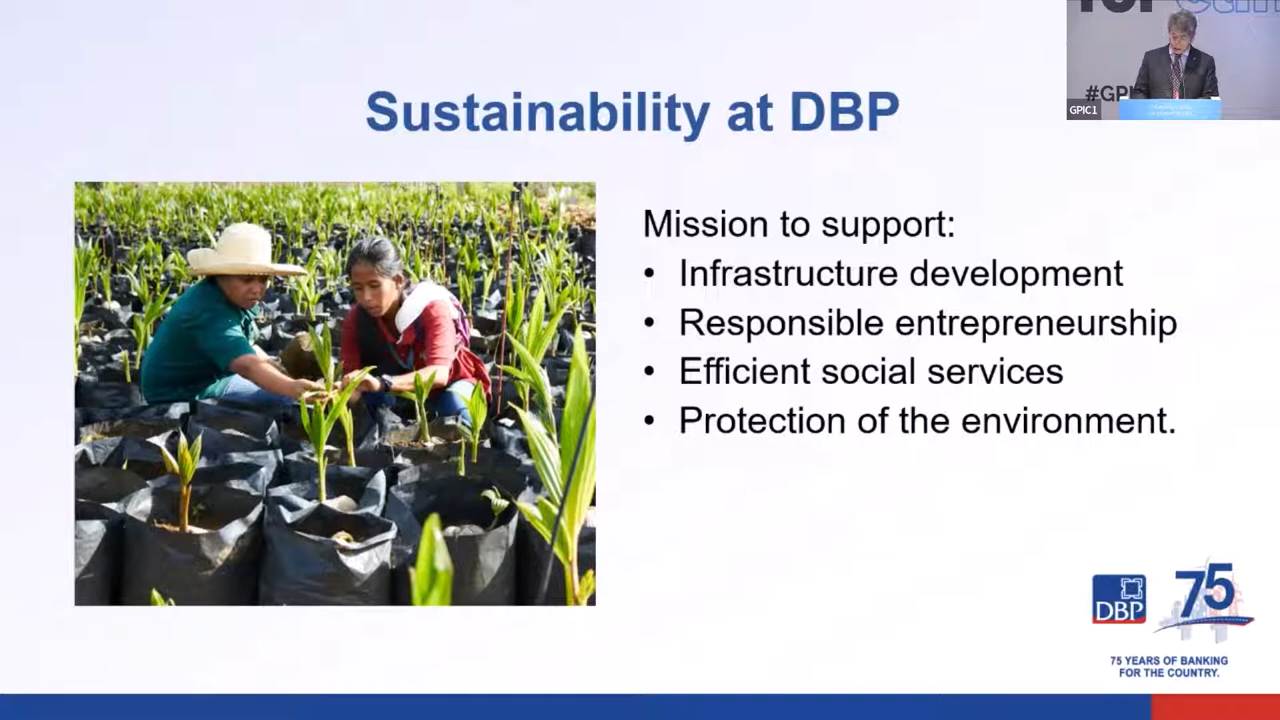 Sustainability at DBP
#GPI
GPIC1
Mission to support:
• Infrastructure development
• Responsible entrepreneurship
• Efficient social services
• Protection of the environment.
DBP
75
75 YEARS OF BANKING
FOR THE COUNTRY.